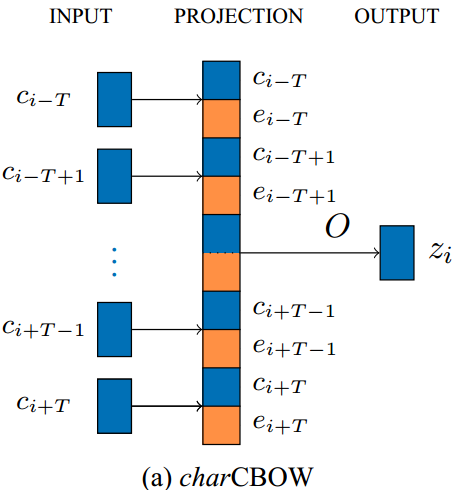 INPUT PROJECTION OUTPUT
c_{i-T} c_{i-T}
e_{i-T}
c_{i-T+1} c_{i-T+1}
e_{i-T+1}
O
z_i
⋮
c_{i+T-1} c_{i+T-1}
e_{i+T-1}
c_{i+T} c_{i+T}
e_{i+T}
(a) charCBOW